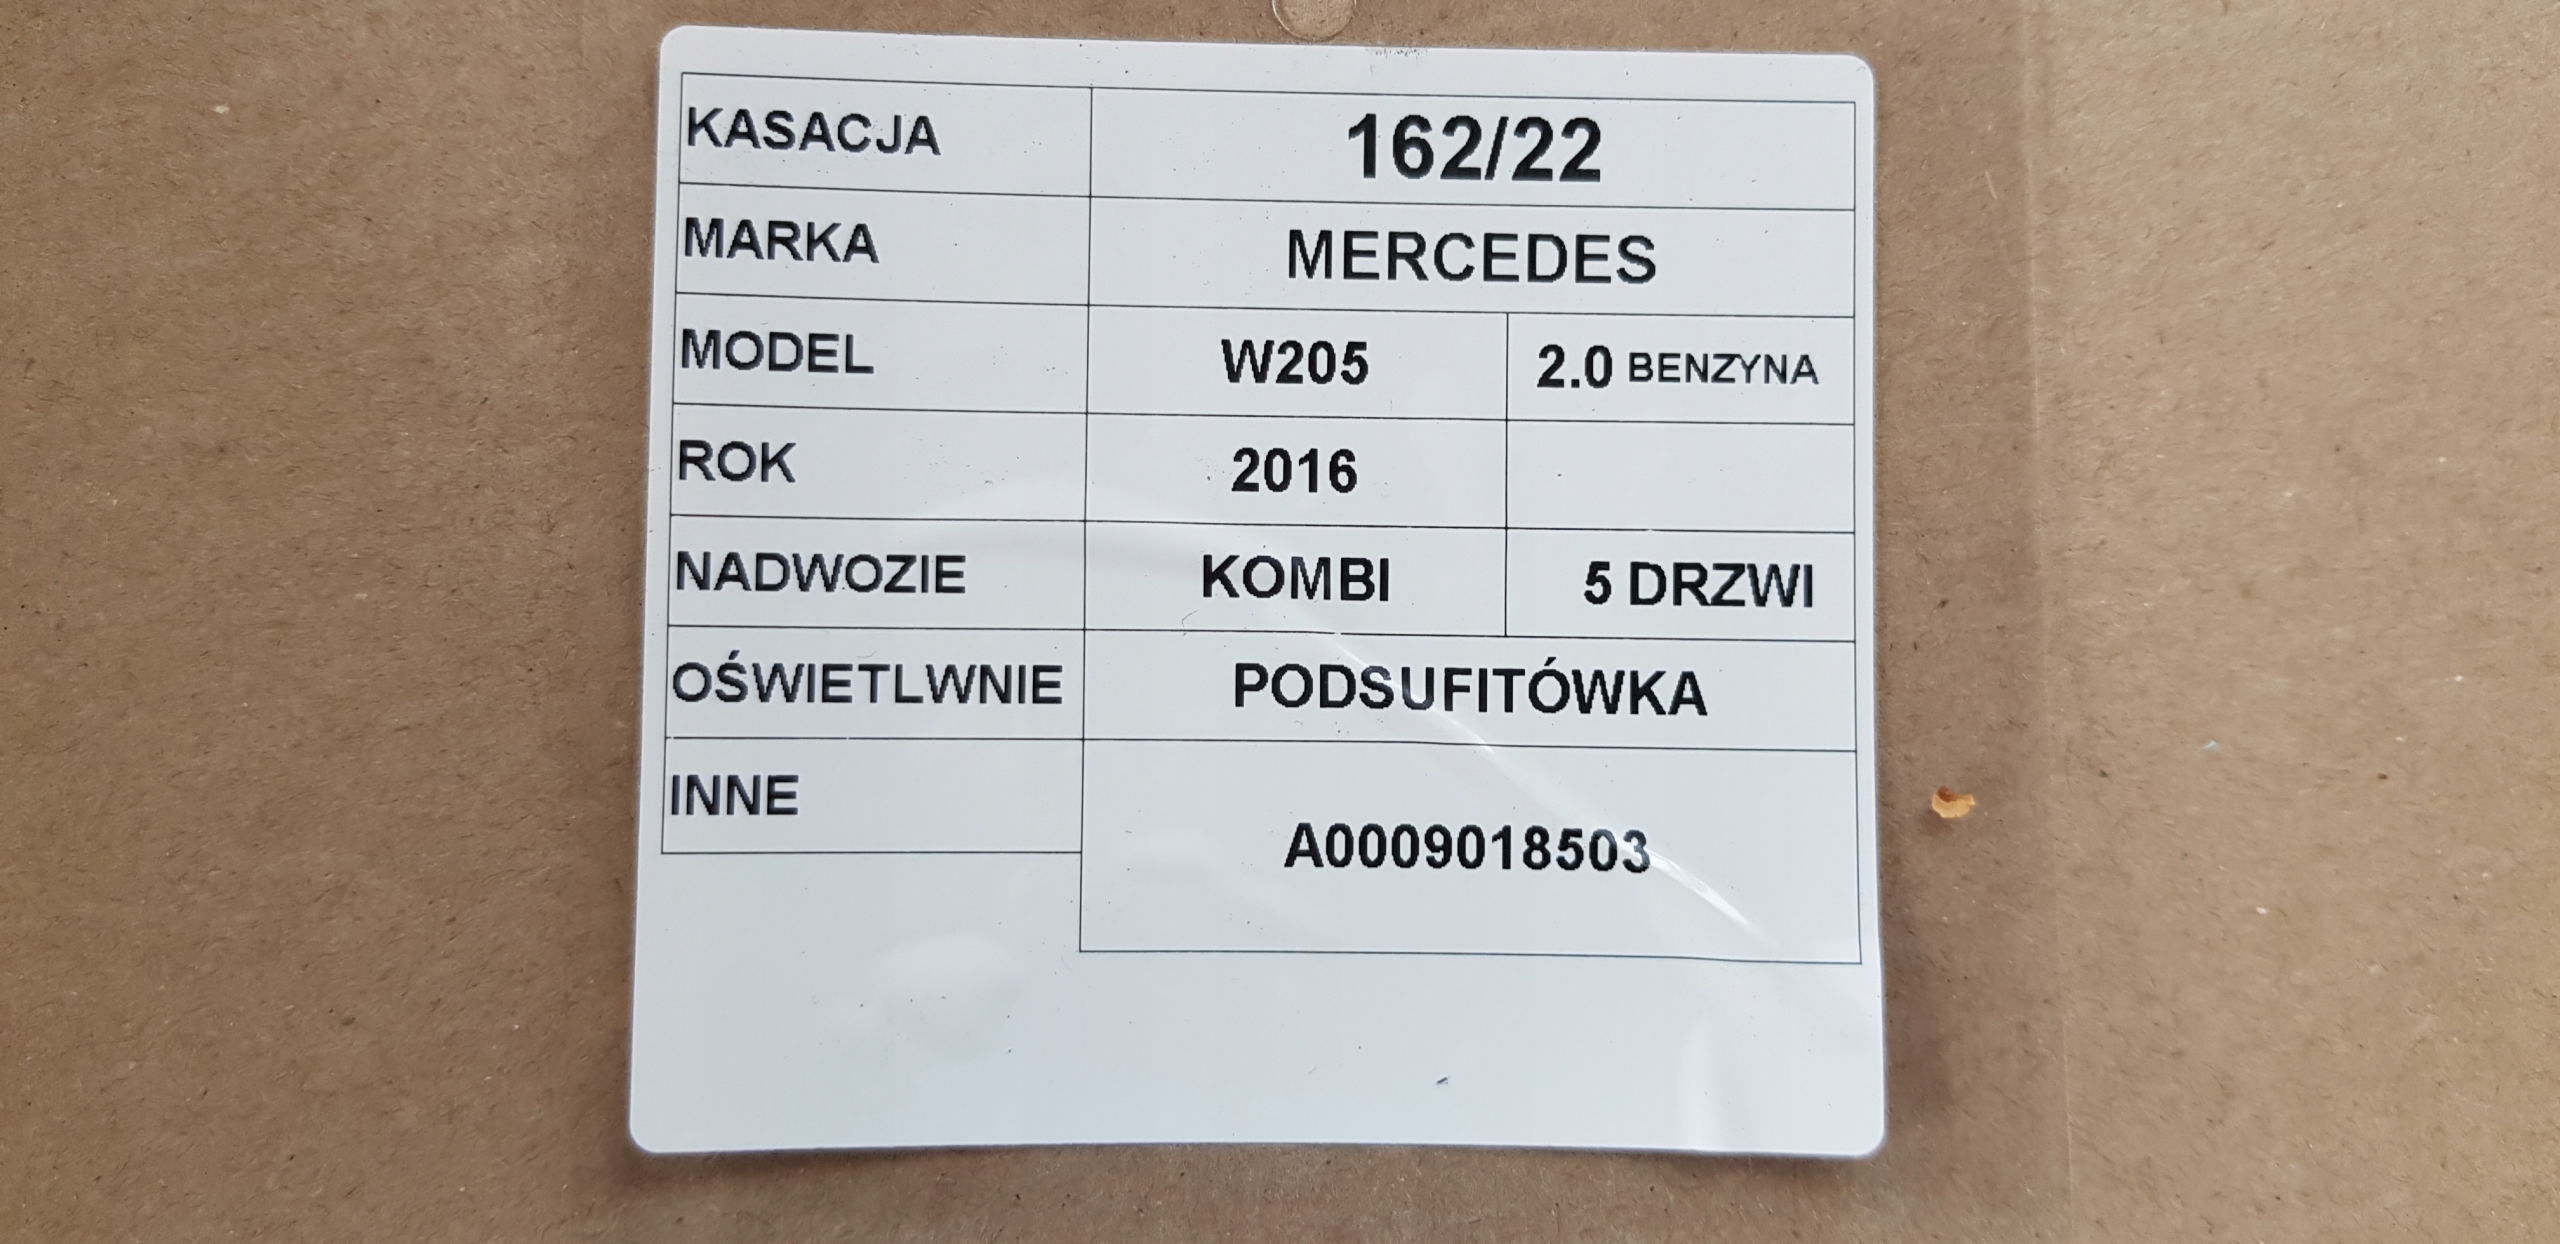 KASACJA 162/22
MARKA MERCEDES
MODEL W205 2.0 BENZYNA
ROK 2016
NADWOZIE KOMBI 5 DRZWI
OŚWIETLWNIE PODSUFITÓWKA
INNE A0009018503